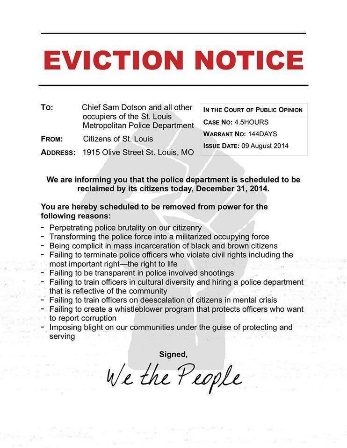 EVICTION NOTICE
TO: Chief Sam Dotson and all other
occupiers of the St. Louis
Metropolitan Police Department
FROM: Citizens of St. Louis
ADDRESS: 1915 Olive Street St. Louis, MO
IN THE COURT OF PUBLIC OPINION
CASE NO: 4.5HOURS
WARRANT NO: 144DAYS
ISSUE DATE: 09 August 2014
We are informing you that the police department is scheduled to be
reclaimed by its citizens today, December 31, 2014.
You are hereby scheduled to be removed from power for the
following reasons:
- Perpetrating police brutality on our citizenry
- Transforming the police force into a militarized occupying force
- Being complicit in mass incarceration of black and brown citizens
- Failing to terminate police officers who violate civil rights including the
most important right—the right to life
- Failing to be transparent in police involved shootings
- Failing to train officers in cultural diversity and hiring a police department
that is reflective of the community
- Failing to train officers on deescalation of citizens in mental crisis
- Failing to create a whistleblower program that protects officers who want
to report corruption
- Imposing blight on our communities under the guise of protecting and
serving
Signed,
We the People